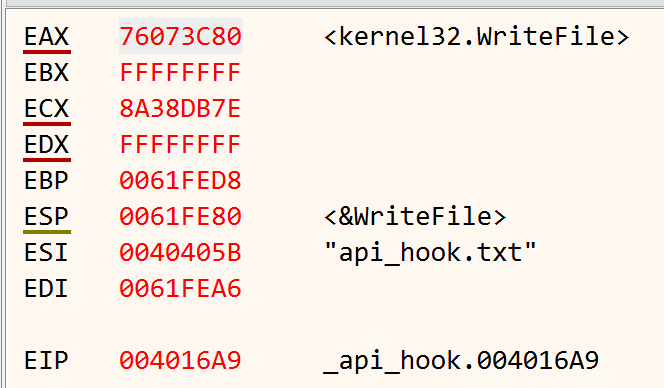 EAX 76073C80 <kernel32.WriteFile>
EBX FFFFFFFF
ECX 8A38DB7E
EDX FFFFFFFF
EBP 0061FED8
ESP 0061FE80 <&WriteFile>
ESI 0040405B "api_hook.txt"
EDI 0061FEA6
EIP 004016A9 _api_hook.004016A9